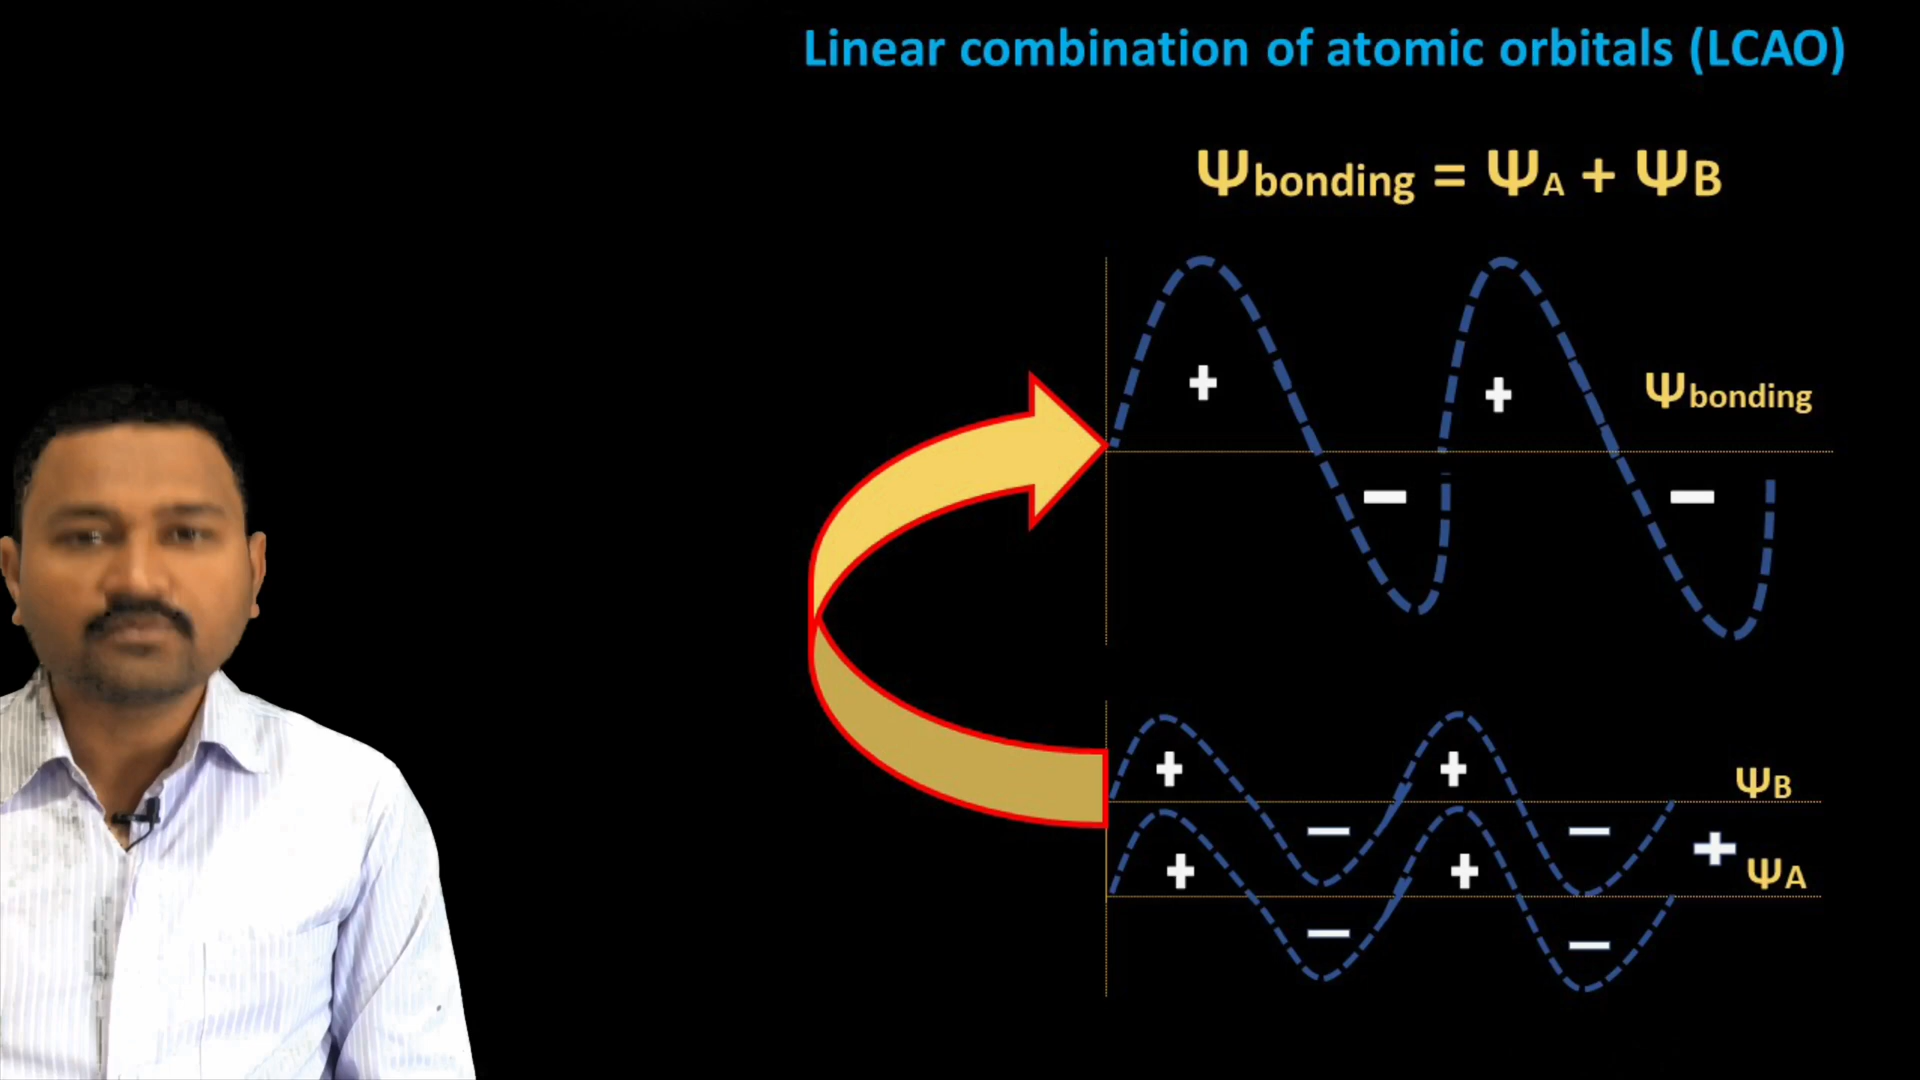 Linear combination of atomic orbitals (LCAO)
Ψbonding = ΨA + ΨB
+
+
Ψbonding
−
−
+
+
ΨB
−
−
+
ΨA
+
+
−
−